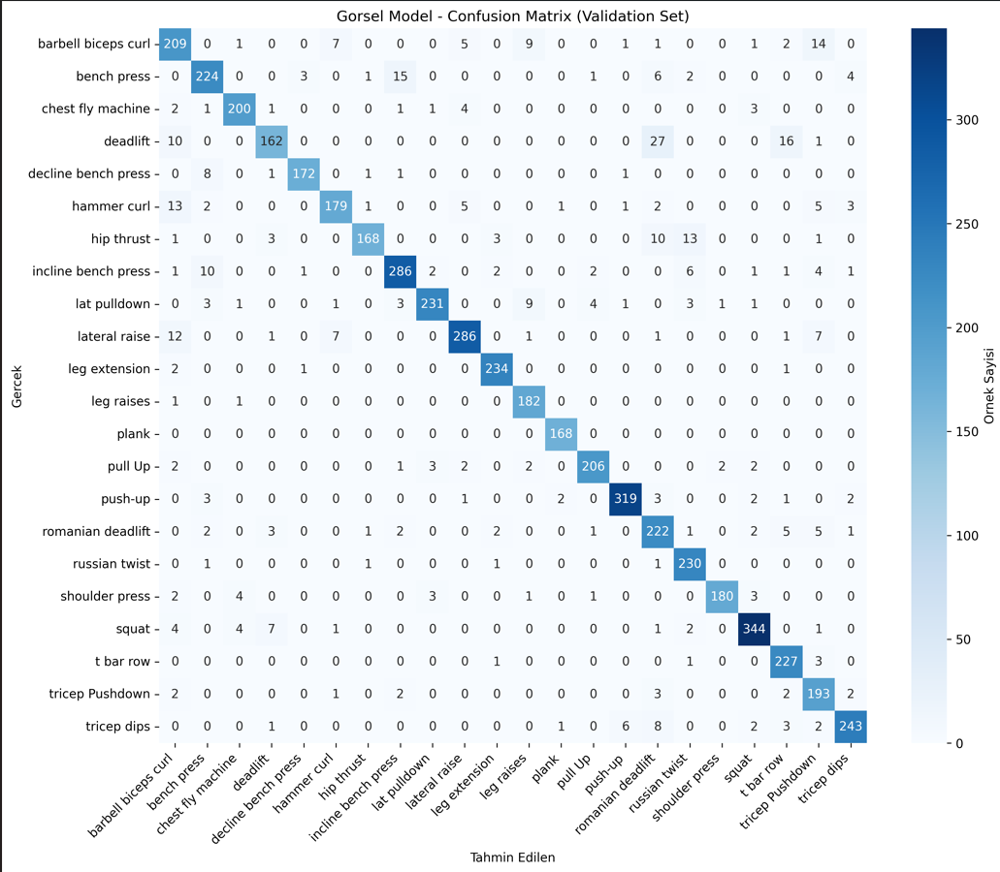 Gorsel Model - Confusion Matrix (Validation Set)
barbell biceps curl 209 0 1 0 0 7 0 0 0 5 0 9 0 0 1 1 0 0 1 2 14 0
bench press 0 224 0 0 3 0 1 15 0 0 0 0 0 1 0 6 2 0 0 0 0 4
chest fly machine 2 1 200 1 0 0 0 1 1 4 0 0 0 0 0 0 0 0 3 0 0 0
deadlift 10 0 0 162 0 0 0 0 0 0 0 0 0 0 0 27 0 0 0 16 1 0
decline bench press 0 8 0 1 172 0 1 1 0 0 0 0 0 0 1 0 0 0 0 0 0 0
hammer curl 13 2 0 0 0 179 1 0 0 5 0 0 1 0 1 2 0 0 0 0 5 3
hip thrust 1 0 0 3 0 0 168 0 0 0 3 0 0 0 0 10 13 0 0 0 1 0
incline bench press 1 10 0 0 1 0 0 286 2 0 2 0 0 2 0 0 6 0 1 1 4 1
lat pulldown 0 3 1 0 0 1 0 3 231 0 0 9 0 4 1 0 3 1 1 0 0 0
lateral raise 12 0 0 1 0 7 0 0 0 286 0 1 0 0 0 1 0 0 0 1 7 0
leg extension 2 0 0 0 1 0 0 0 0 0 234 0 0 0 0 0 0 0 0 1 0 0
leg raises 1 0 1 0 0 0 0 0 0 0 0 182 0 0 0 0 0 0 0 0 0 0
plank 0 0 0 0 0 0 0 0 0 0 0 0 168 0 0 0 0 0 0 0 0 0
pull Up 2 0 0 0 0 0 0 1 3 2 0 2 0 206 0 0 0 2 2 0 0 0
push-up 0 3 0 0 0 0 0 0 0 1 0 0 2 0 319 3 0 0 2 1 0 2
romanian deadlift 0 2 0 3 0 0 1 2 0 0 2 0 0 1 0 222 1 0 2 5 5 1
russian twist 0 1 0 0 0 0 1 0 0 0 1 0 0 0 0 1 230 0 0 0 0 0
shoulder press 2 0 4 0 0 0 0 0 3 0 0 1 0 1 0 0 0 180 3 0 0 0
squat 4 0 4 7 0 1 0 0 0 0 0 0 0 0 0 1 2 0 344 0 1 0
t bar row 0 0 0 0 0 0 0 0 0 0 1 0 0 0 0 0 1 0 0 227 3 0
tricep Pushdown 2 0 0 0 0 1 0 2 0 0 0 0 0 0 0 3 0 0 0 2 193 2
tricep dips 0 0 0 1 0 0 0 0 0 0 0 0 1 0 6 8 0 0 2 3 2 243
Gercek
barbell biceps curl
bench press
chest fly machine
deadlift
decline bench press
hammer curl
hip thrust
incline bench press
lat pulldown
lateral raise
leg extension
leg raises
plank
pull Up
push-up
romanian deadlift
russian twist
shoulder press
squat
t bar row
tricep Pushdown
tricep dips
Tahmin Edilen
300
250
200
150
100
50
0
Ornek Sayisi